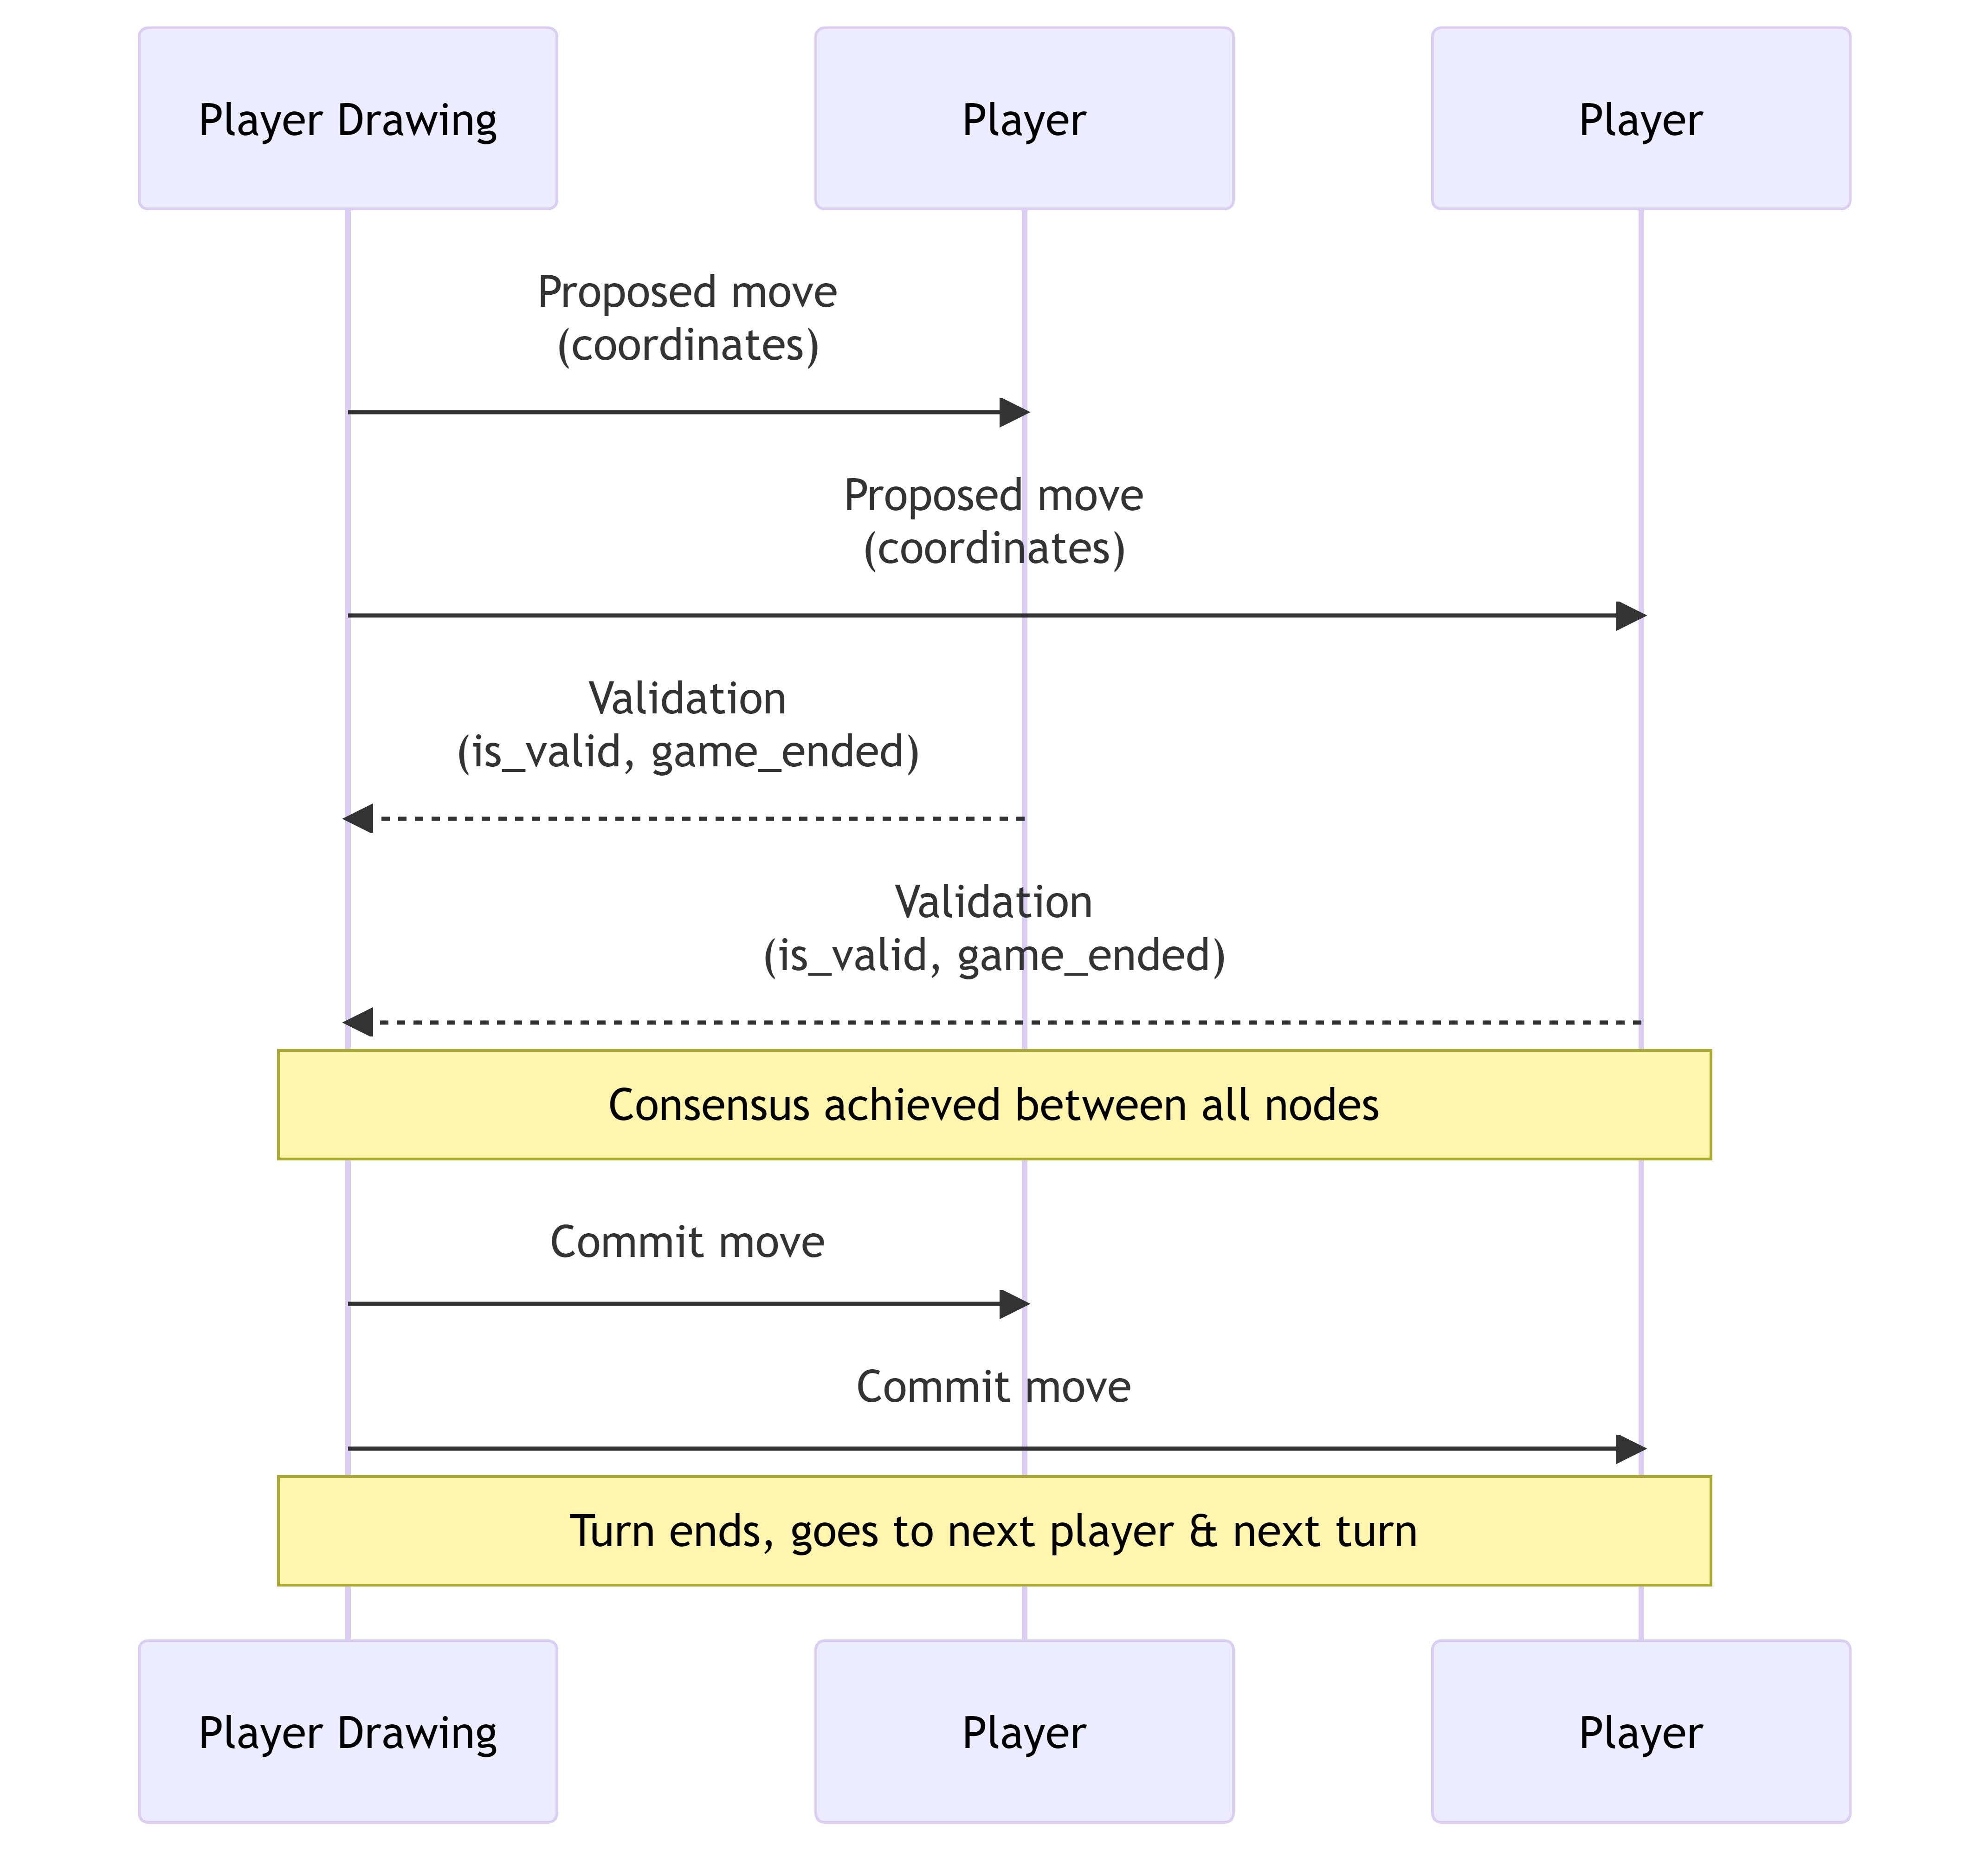 Player Drawing
Player
Player
Proposed move
(coordinates)
Proposed move
(coordinates)
Validation
(is_valid, game_ended)
Validation
(is_valid, game_ended)
Consensus achieved between all nodes
Commit move
Commit move
Turn ends, goes to next player & next turn
Player Drawing
Player
Player